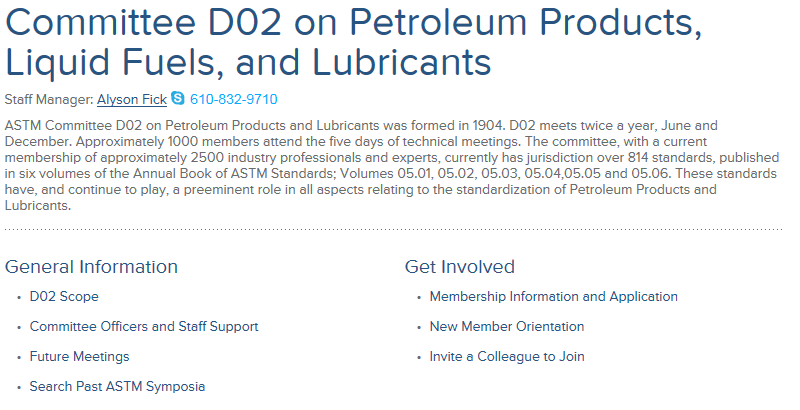 Committee D02 on Petroleum Products,
Liquid Fuels, and Lubricants
Staff Manager: Alyson Fick 610-832-9710
ASTM Committee D02 on Petroleum Products and Lubricants was formed in 1904. D02 meets twice a year, June and
December. Approximately 1000 members attend the five days of technical meetings. The committee, with a current
membership of approximately 2500 industry professionals and experts, currently has jurisdiction over 814 standards, published
in six volumes of the Annual Book of ASTM Standards; Volumes 05.01, 05.02, 05.03, 05.04,05.05 and 05.06. These standards
have, and continue to play, a preeminent role in all aspects relating to the standardization of Petroleum Products and
Lubricants.
General Information
• D02 Scope
• Committee Officers and Staff Support
• Future Meetings
• Search Past ASTM Symposia
Get Involved
• Membership Information and Application
• New Member Orientation
• Invite a Colleague to Join